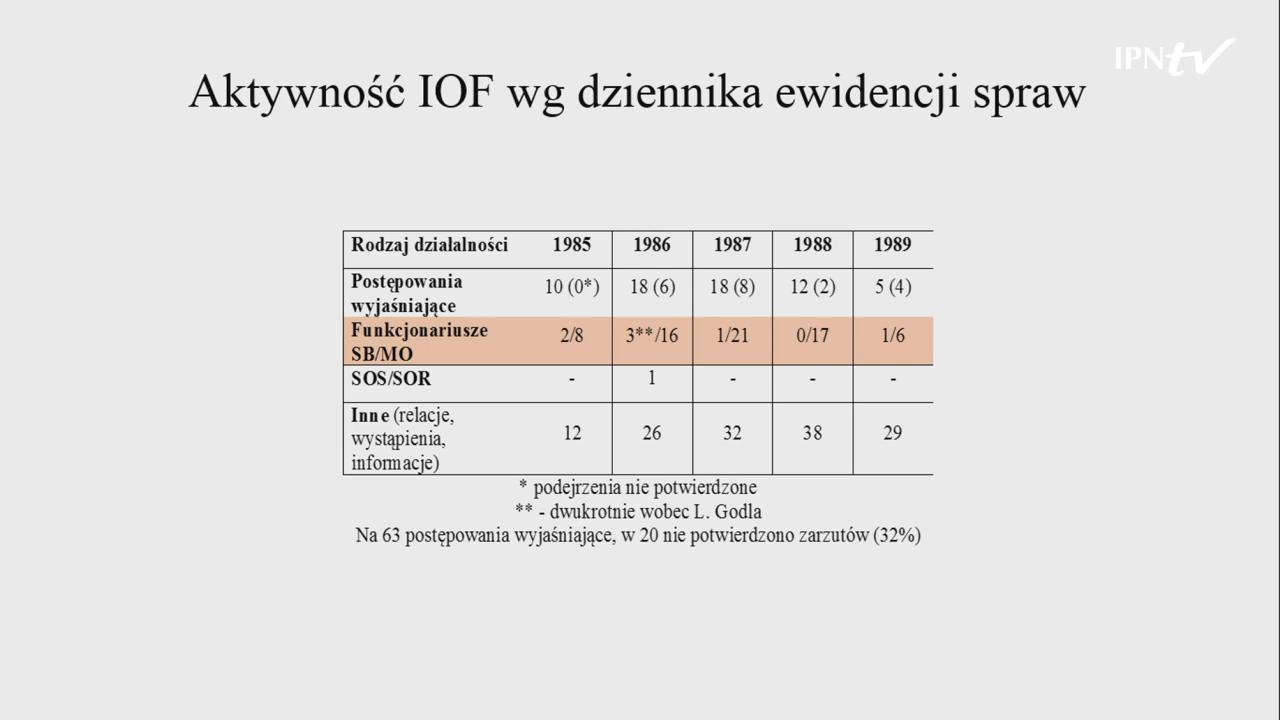 IPNtv
Aktywność IOF wg dziennika ewidencji spraw
Rodzaj działalności 1985 1986 1987 1988 1989
Postępowania
wyjaśniające 10 (0*) 18 (6) 18 (8) 12 (2) 5 (4)
Funkcjonariusze
SB/MO 2/8 3**/16 1/21 0/17 1/6
SOS/SOR - 1 - - -
Inne (relacje,
wystąpienia, 12 26 32 38 29
informacje)
* podejrzenia nie potwierdzone
** - dwukrotnie wobec L. Godla
Na 63 postępowania wyjaśniające, w 20 nie potwierdzono zarzutów (32%)